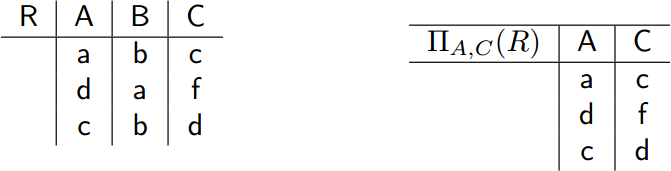 R A B C
a b c
d a f
c b d
Π_{A,C}(R) A C
a c
d f
c d